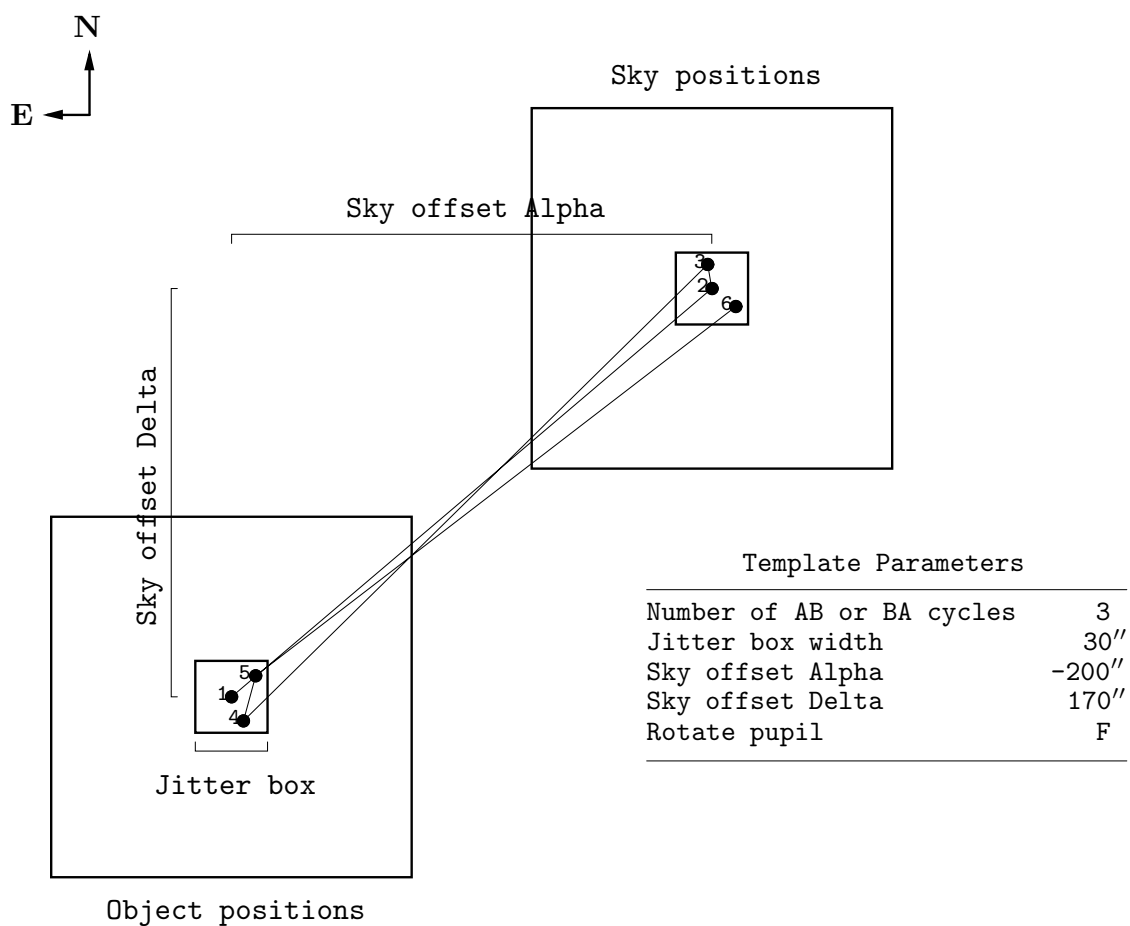 N
E
Sky positions
Sky offset Alpha
3
2
6
Sky offset Delta
5
1
4
Jitter box
Object positions
Template Parameters
Number of AB or BA cycles 3
Jitter box width 30″
Sky offset Alpha -200″
Sky offset Delta 170″
Rotate pupil F